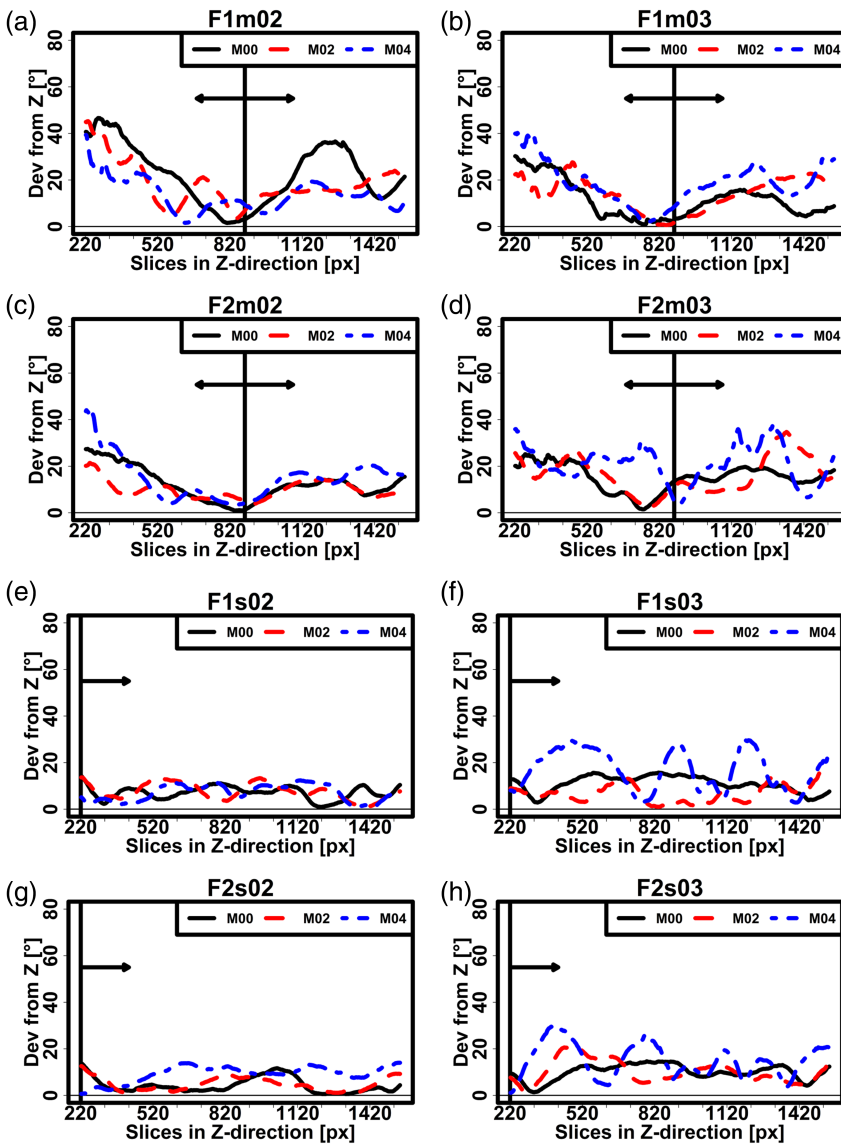 (a) F1m02
M00 M02 M04
Dev from Z [°]
80
60
40
20
0
220 520 820 1120 1420
Slices in Z-direction [px]
(b) F1m03
M00 M02 M04
Dev from Z [°]
80
60
40
20
0
220 520 820 1120 1420
Slices in Z-direction [px]
(c) F2m02
M00 M02 M04
Dev from Z [°]
80
60
40
20
0
220 520 820 1120 1420
Slices in Z-direction [px]
(d) F2m03
M00 M02 M04
Dev from Z [°]
80
60
40
20
0
220 520 820 1120 1420
Slices in Z-direction [px]
(e) F1s02
M00 M02 M04
Dev from Z [°]
80
60
40
20
0
220 520 820 1120 1420
Slices in Z-direction [px]
(f) F1s03
M00 M02 M04
Dev from Z [°]
80
60
40
20
0
220 520 820 1120 1420
Slices in Z-direction [px]
(g) F2s02
M00 M02 M04
Dev from Z [°]
80
60
40
20
0
220 520 820 1120 1420
Slices in Z-direction [px]
(h) F2s03
M00 M02 M04
Dev from Z [°]
80
60
40
20
0
220 520 820 1120 1420
Slices in Z-direction [px]